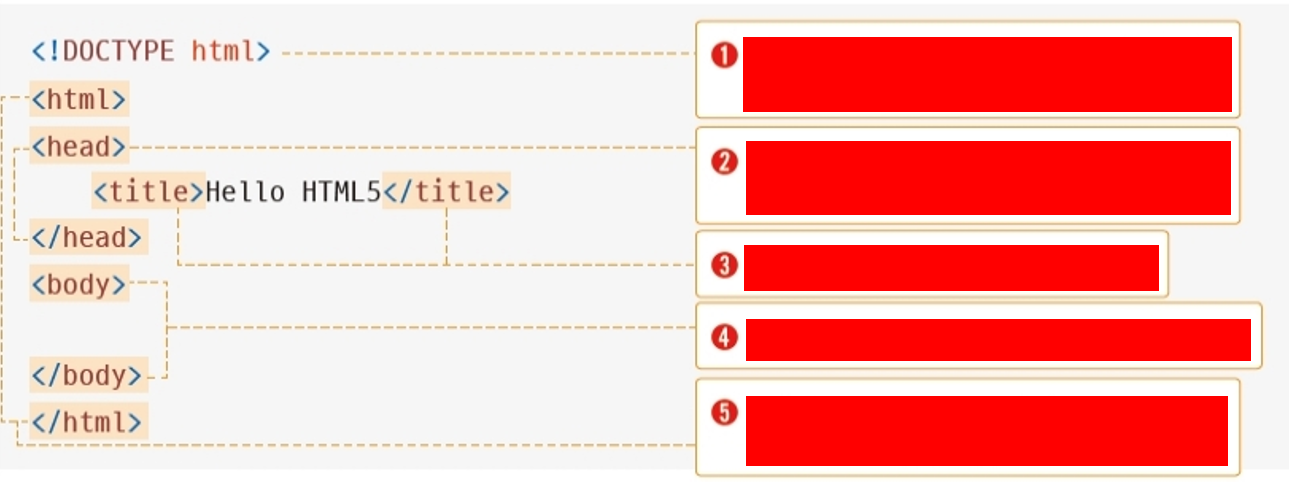 <!DOCTYPE html>
❶
<html>
<head>
❷
<title>Hello HTML5</title>
</head>
❸
<body>
❹
</body>
❺
</html>